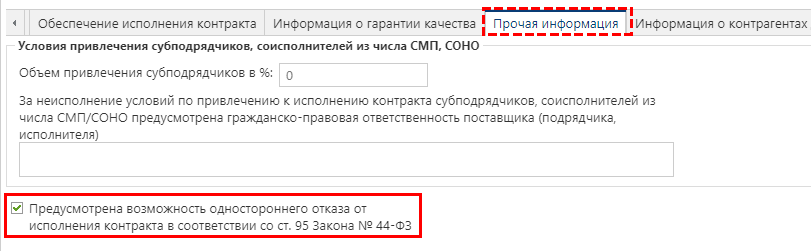 Обеспечение исполнения контракта
Информация о гарантии качества
Прочая информация
Информация о контрагентах
Условия привлечения субподрядчиков, соисполнителей из числа СМП, СОНО
Объем привлечения субподрядчиков в %:
0
За неисполнение условий по привлечению к исполнению контракта субподрядчиков, соисполнителей из
числа СМП/СОНО предусмотрена гражданско-правовая ответственность поставщика (подрядчика,
исполнителя)
Предусмотрена возможность одностороннего отказа от
исполнения контракта в соответствии со ст. 95 Закона № 44-ФЗ